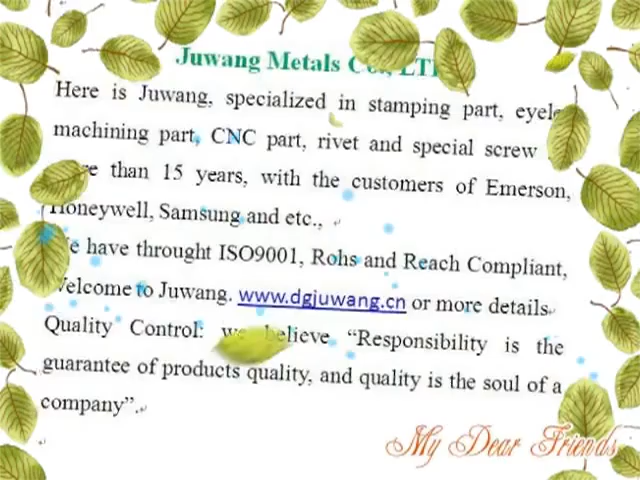 Juwang Metals Co., LTD
Here is Juwang, specialized in stamping part,
machining part, CNC part, rivet and special screw
than 15 years, with the customers of Emerson,
Honeywell, Samsung and etc.,
We have throught ISO9001, Rohs and Reach Compliant,
Welcome to Juwang. www.dgjuwang.cn or more details.
Quality Control: we believe “Responsibility is the
guarantee of products quality, and quality is the soul of a
company”.
My Dear Friends